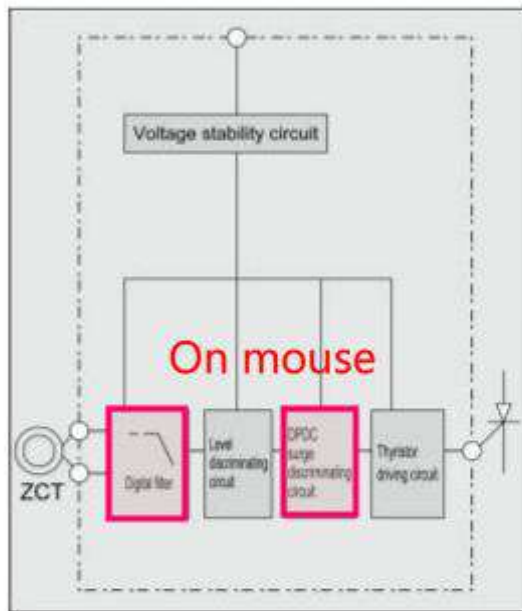 Voltage stability circuit
On mouse
ZCT
Digital filter
Level
discriminating
circuit
DPDC
surge
discriminating
circuit
Thyristor
driving circuit